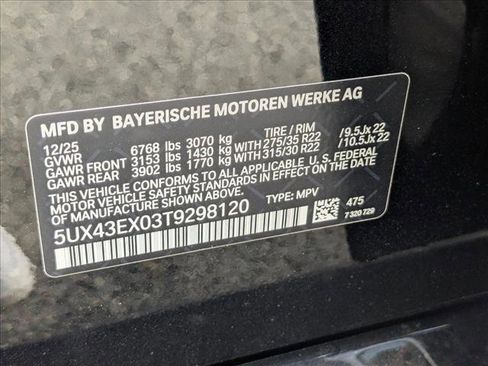 MFD BY BAYERISCHE MOTOREN WERKE AG
12/25 TIRE / RIM
GVWR 6768 lbs 3070 kg
GAWR FRONT 3153 lbs 1430 kg WITH 275/35 R22 /9.5Jx22
GAWR REAR 3902 lbs 1770 kg WITH 315/30 R22 /10.5Jx22
THIS VEHICLE CONFORMS TO ALL APPLICABLE U.S. FEDERAL
MOTOR VEHICLE SAFETY STANDARDS IN EFFECT ON THE
DATE OF MANUFACTURE SHOWN ABOVE.
5UX43EX03T9298120 TYPE: MPV
475
7320729